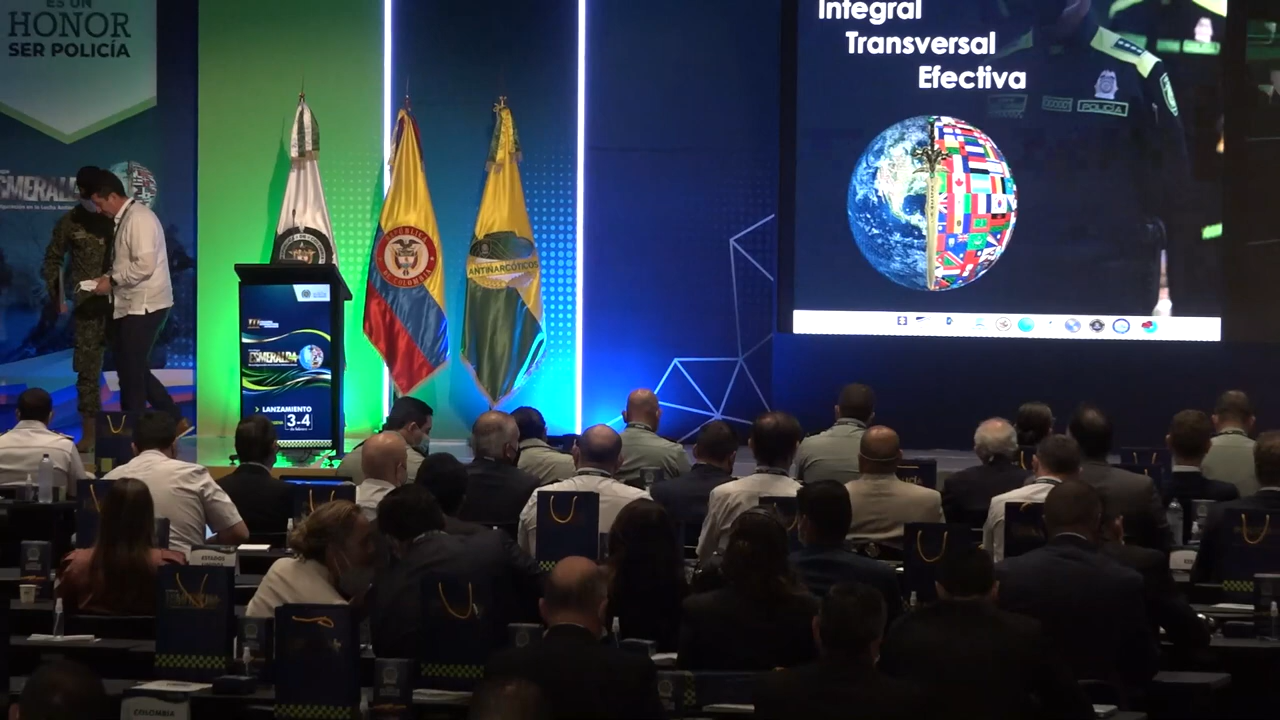 ES UN
HONOR
SER POLICÍA
ESMERALDA
Integral
Transversal
Efectiva
POLICÍA
REPÚBLICA
DE COLOMBIA
ANTINARCÓTICOS
ESMERALDA
LANZAMIENTO
3-4
ESTADOS
COLOMBIA